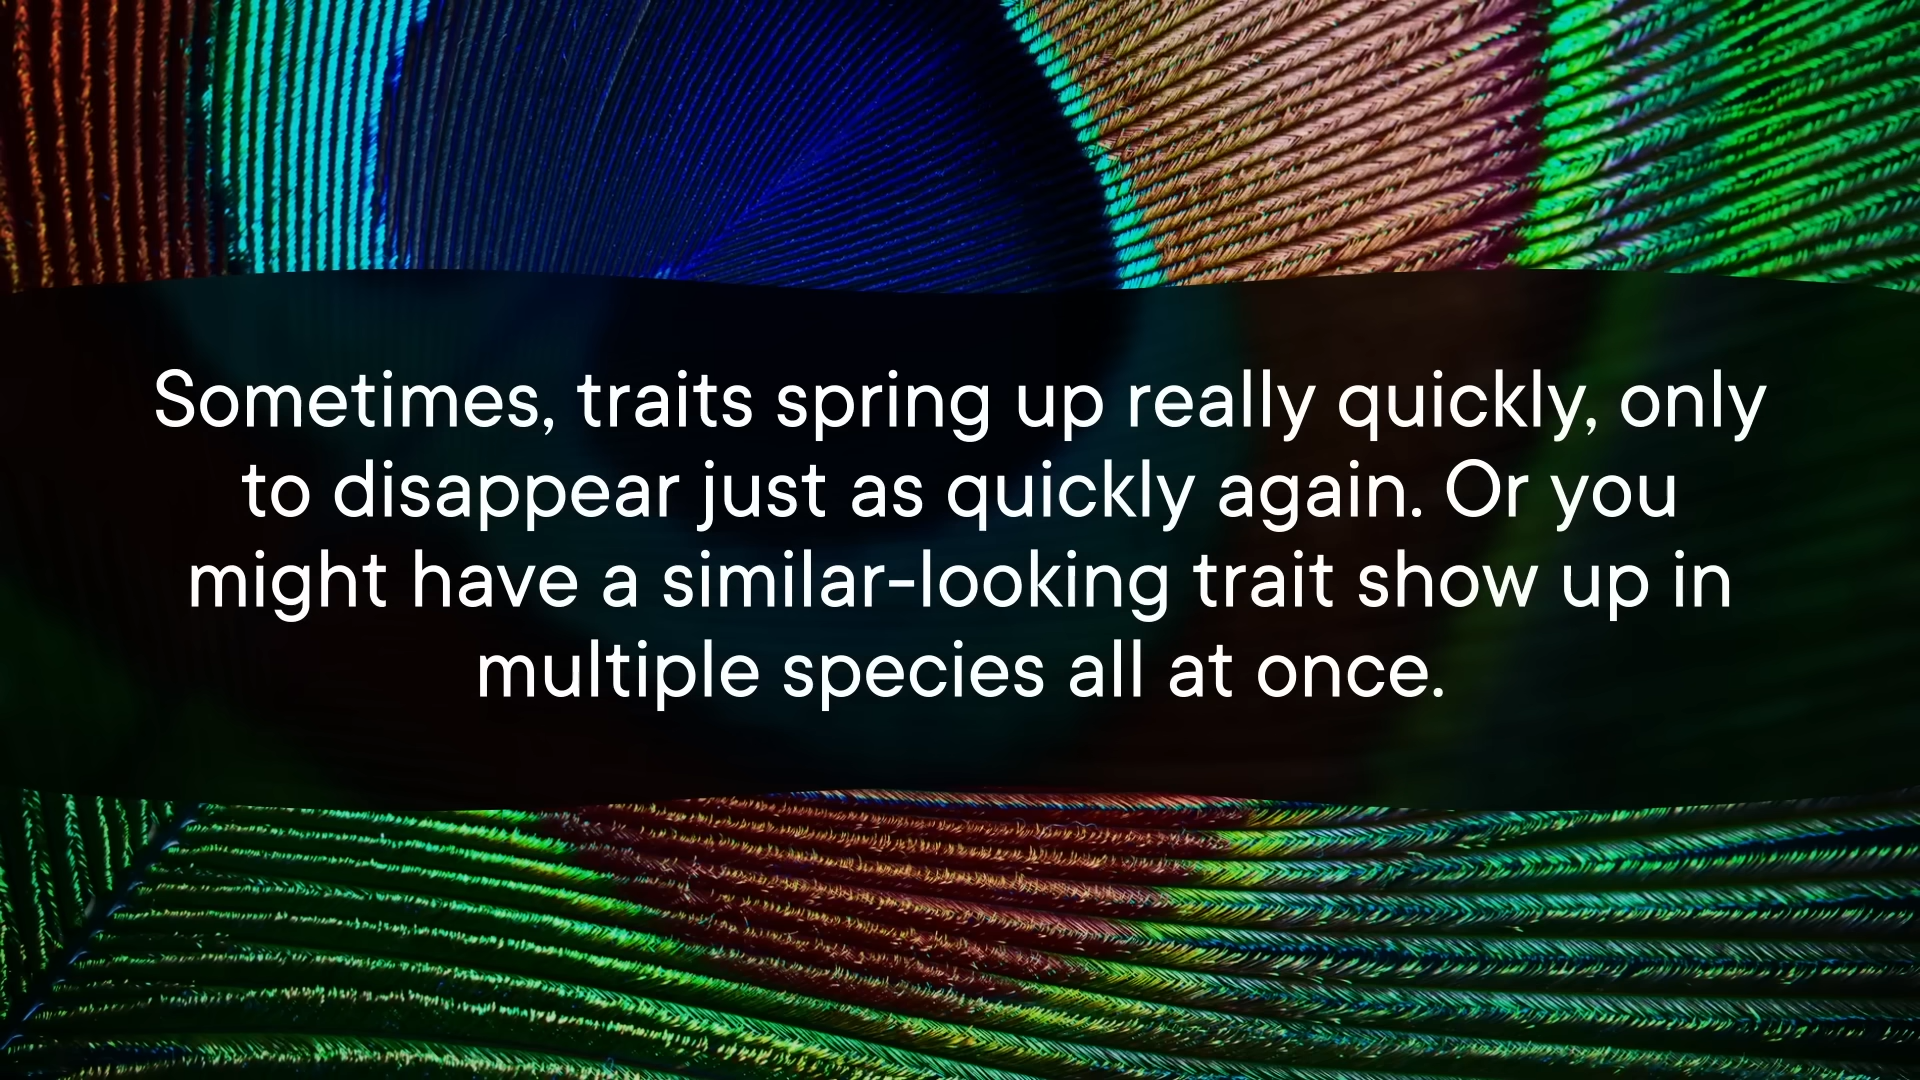 Sometimes, traits spring up really quickly, only
to disappear just as quickly again. Or you
might have a similar-looking trait show up in
multiple species all at once.